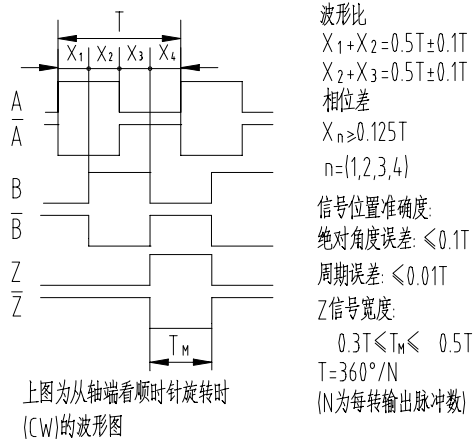 T
X₁ X₂ X₃ X₄
A
A̅
B
B̅
Z
Z̅
Tᴍ
上图为从轴端看顺时针旋转时
(CW)的波形图
波形比
X₁+X₂=0.5T±0.1T
X₂+X₃=0.5T±0.1T
相位差
Xn≥0.125T
n=(1,2,3,4)
信号位置准确度:
绝对角度误差: ≤0.1T
周期误差: ≤0.01T
Z信号宽度:
0.3T≤Tᴍ≤ 0.5T
T=360°/N
(N为每转输出脉冲数)